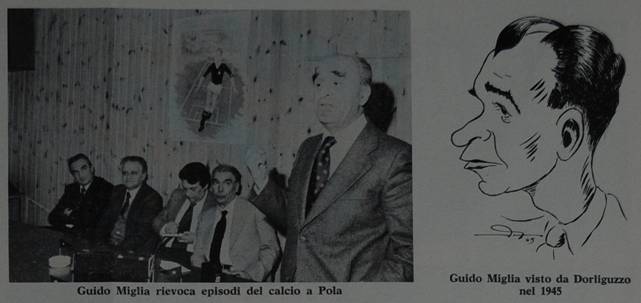 Guido Miglia rievoca episodi del calcio a Pola
Guido Miglia visto da Dorliguzzo
nel 1945